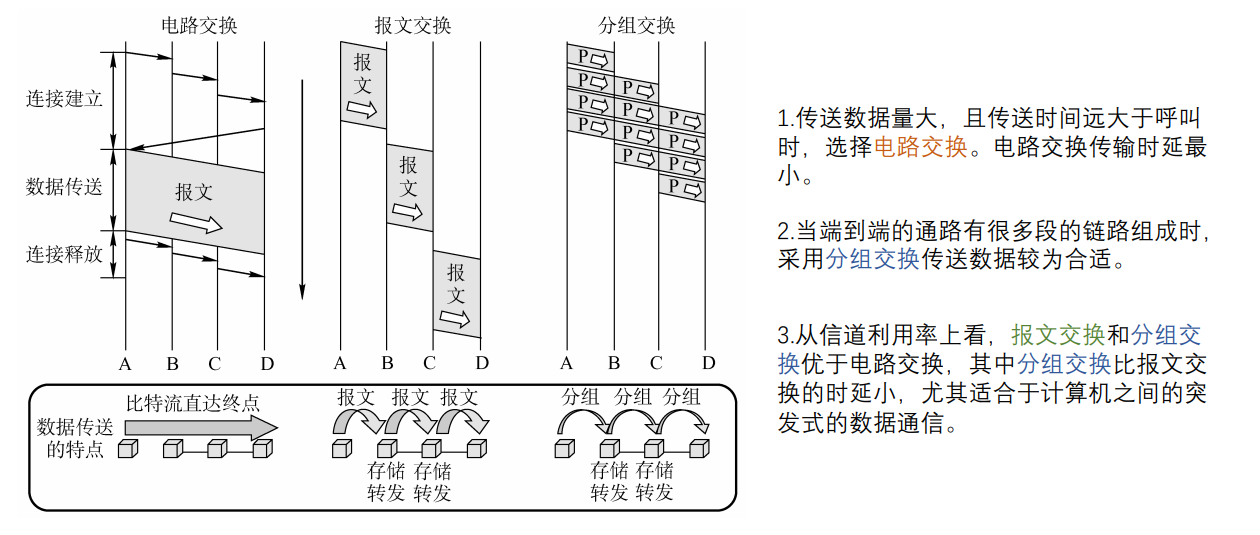 电路交换
报文交换
分组交换
连接建立
数据传送
连接释放
报文
报
文
报
文
报
文
P
P
P
P
P
P
P
P
P
P
P
P
A B C D
A B C D
A B C D
数据传送
的特点
比特流直达终点
报文 报文 报文
存储 存储
转发 转发
分组 分组 分组
存储 存储
转发 转发
1.传送数据量大，且传送时间远大于呼叫
时，选择电路交换。电路交换传输时延最
小。
2.当端到端的通路有很多段的链路组成时，
采用分组交换传送数据较为合适。
3.从信道利用率上看，报文交换和分组交
换优于电路交换，其中分组交换比报文交
换的时延小，尤其适合于计算机之间的突
发式的数据通信。